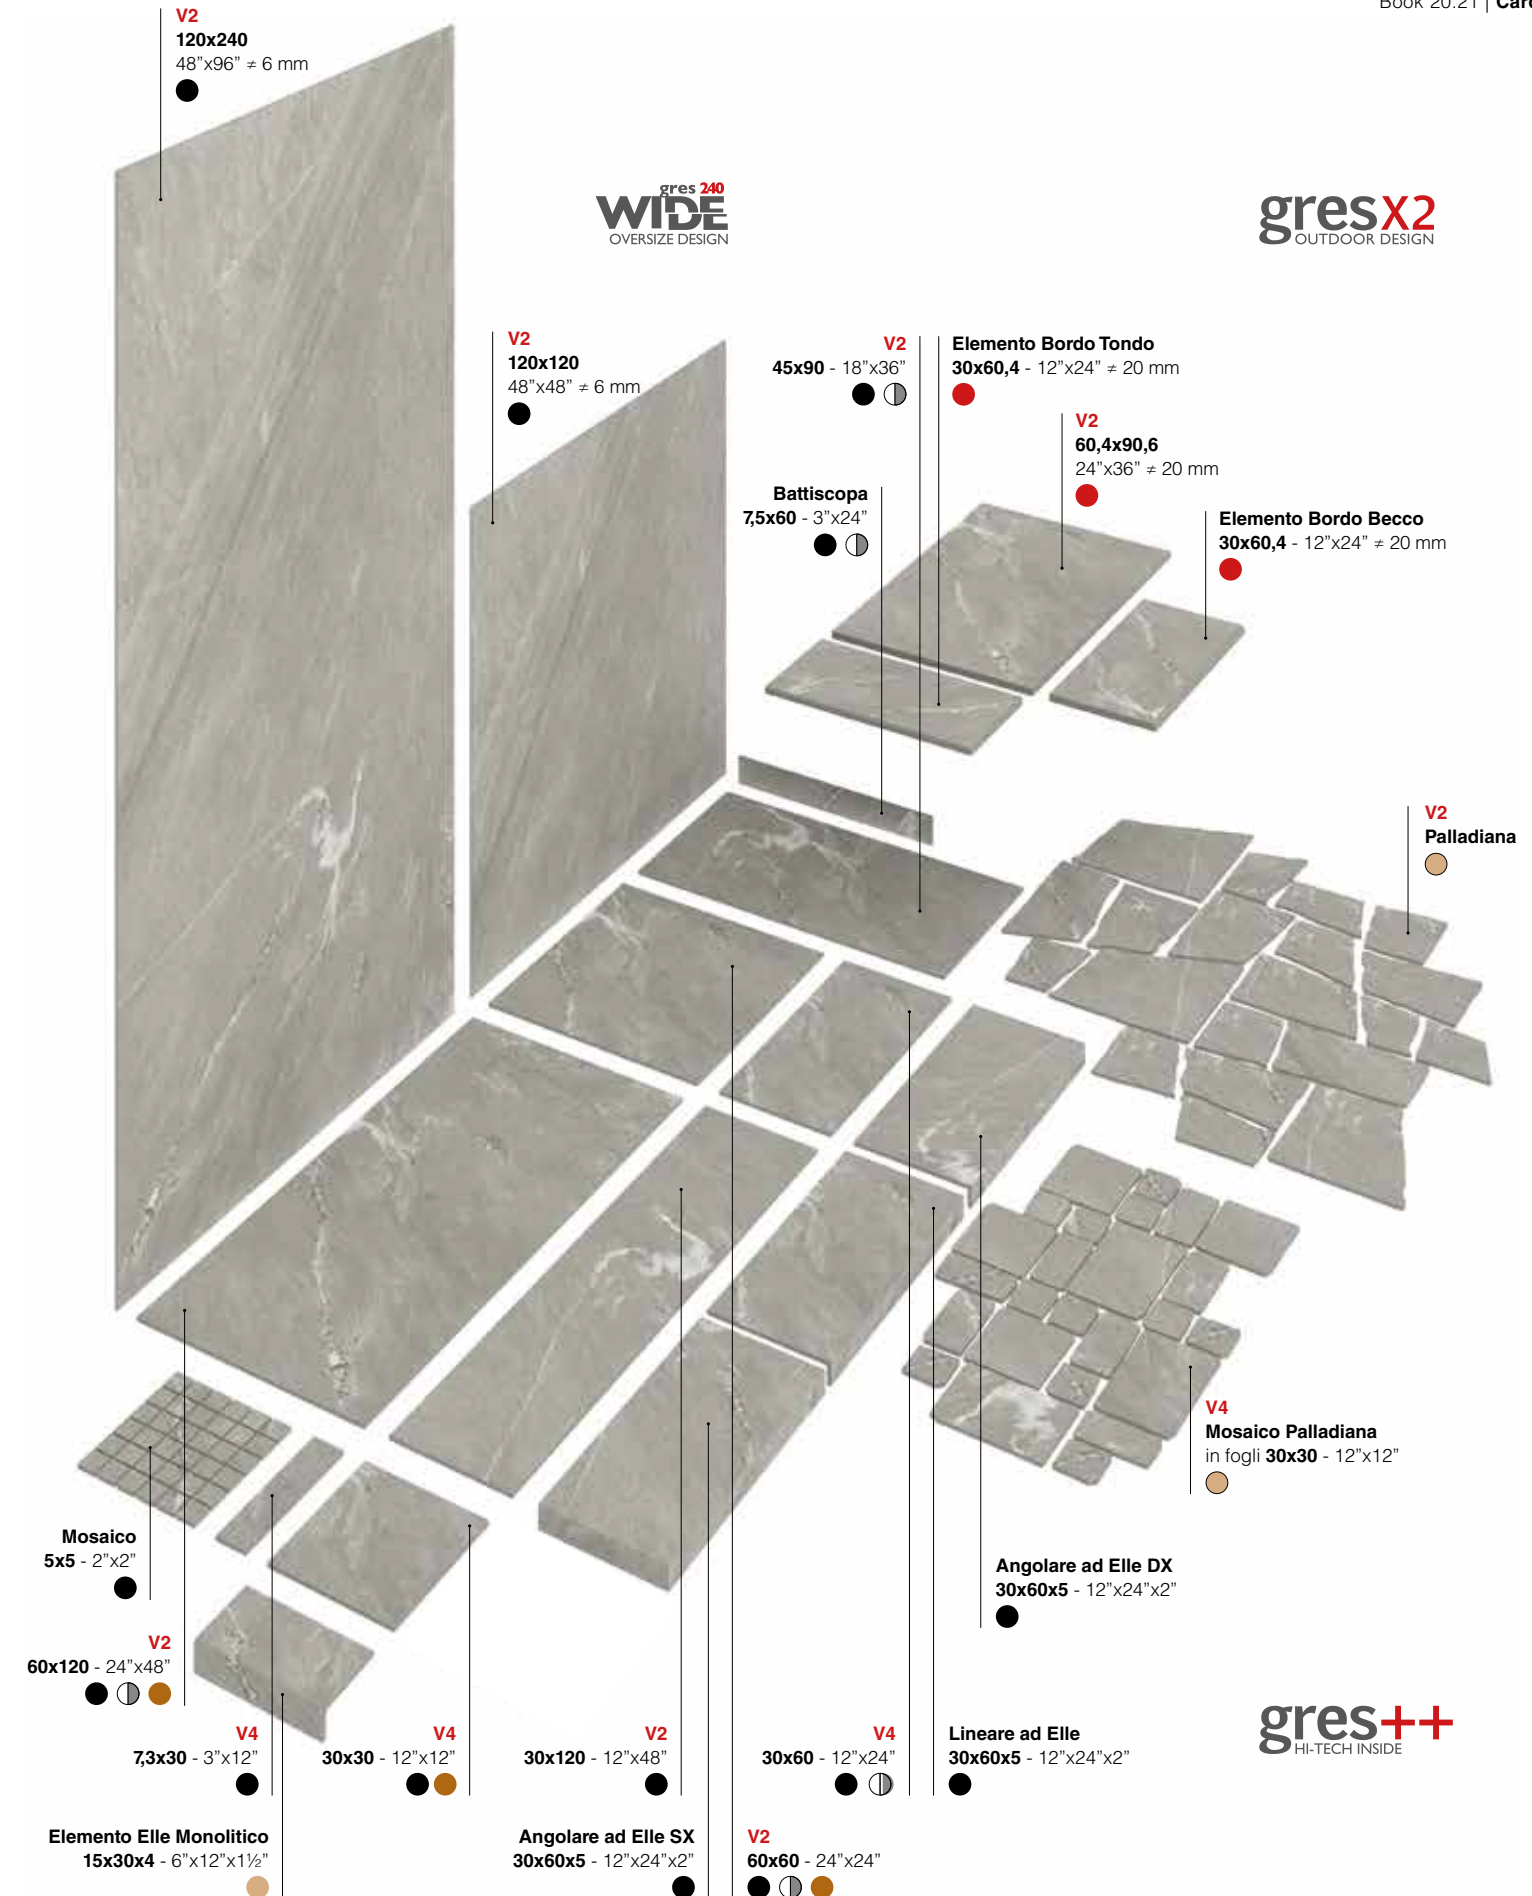 Book 20.21 |
V2
120x240
48”x96” ≠ 6 mm
gres 240
WIDE
OVERSIZE DESIGN
gresx2
OUTDOOR DESIGN
V2
120x120
48”x48” ≠ 6 mm
V2
45x90 - 18”x36”
Elemento Bordo Tondo
30x60,4 - 12”x24” ≠ 20 mm
V2
60,4x90,6
24”x36” ≠ 20 mm
Battiscopa
7,5x60 - 3”x24”
Elemento Bordo Becco
30x60,4 - 12”x24” ≠ 20 mm
V2
Palladiana
V4
Mosaico Palladiana
in fogli 30x30 - 12”x12”
Mosaico
5x5 - 2”x2”
Angolare ad Elle DX
30x60x5 - 12”x24”x2”
V2
60x120 - 24”x48”
gres++
HI-TECH INSIDE
V4
7,3x30 - 3”x12”
V4
30x30 - 12”x12”
V2
30x120 - 12”x48”
V4
30x60 - 12”x24”
Lineare ad Elle
30x60x5 - 12”x24”x2”
Elemento Elle Monolitico
15x30x4 - 6”x12”x1½”
Angolare ad Elle SX
30x60x5 - 12”x24”x2”
V2
60x60 - 24”x24”